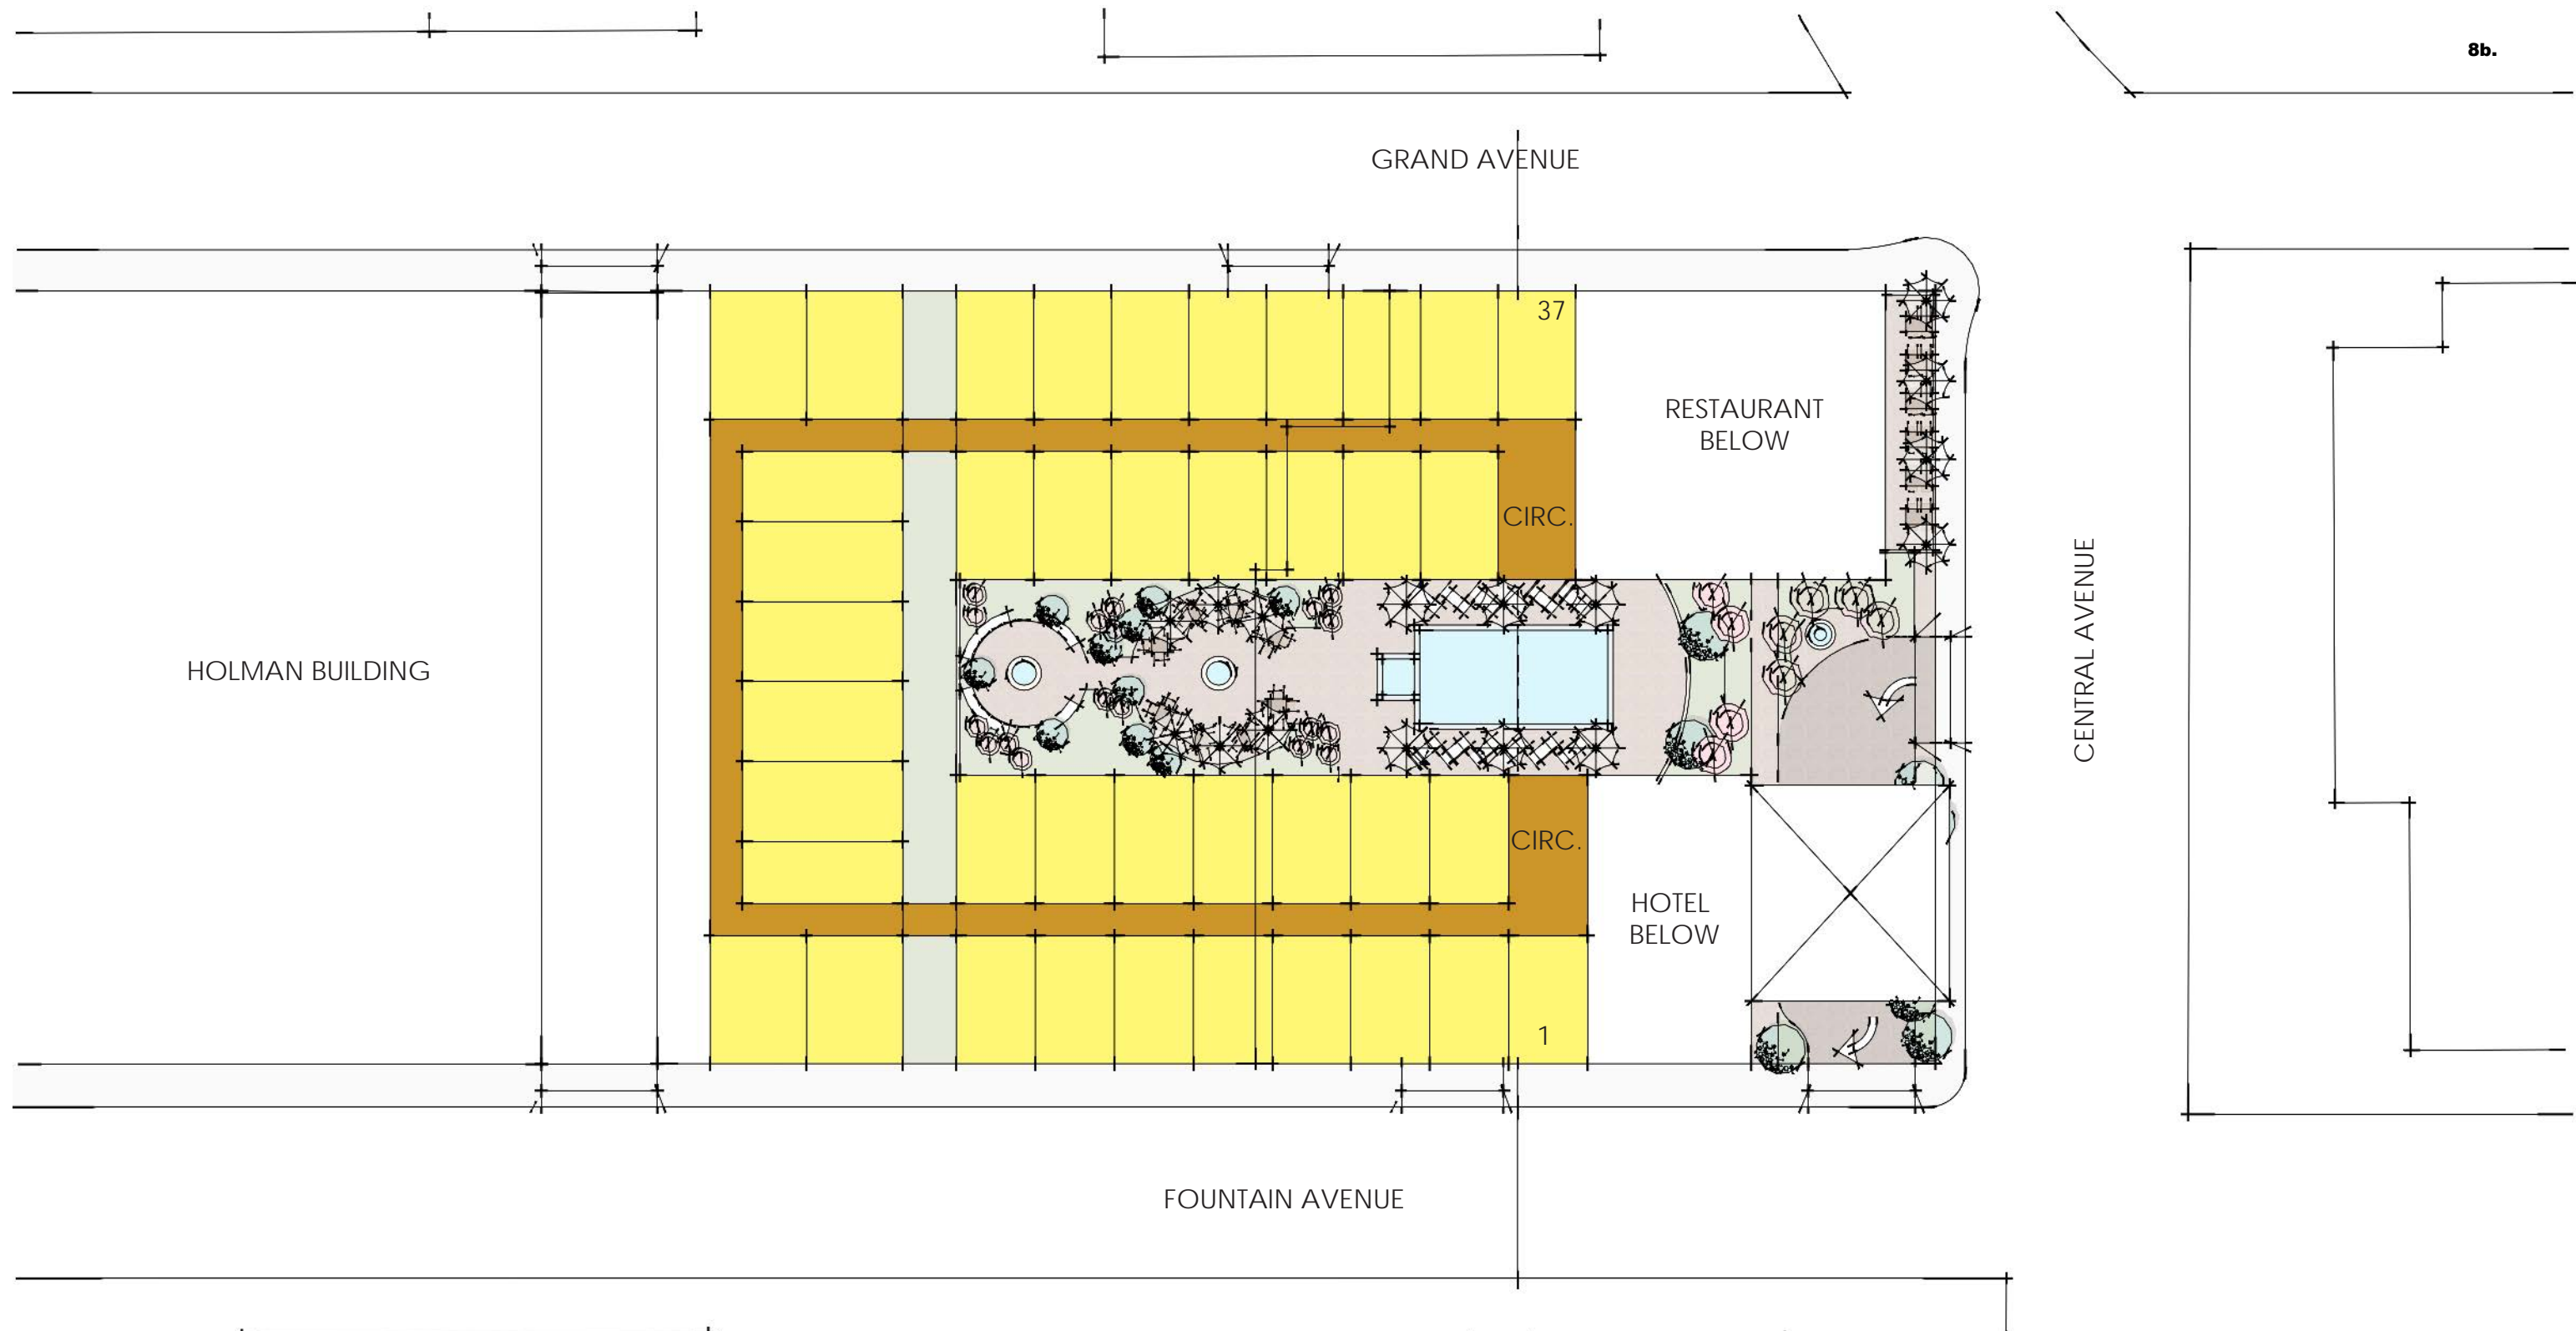 8b.
GRAND AVENUE
37
RESTAURANT
BELOW
CIRC.
CENTRAL AVENUE
HOLMAN BUILDING
CIRC.
HOTEL
BELOW
1
FOUNTAIN AVENUE